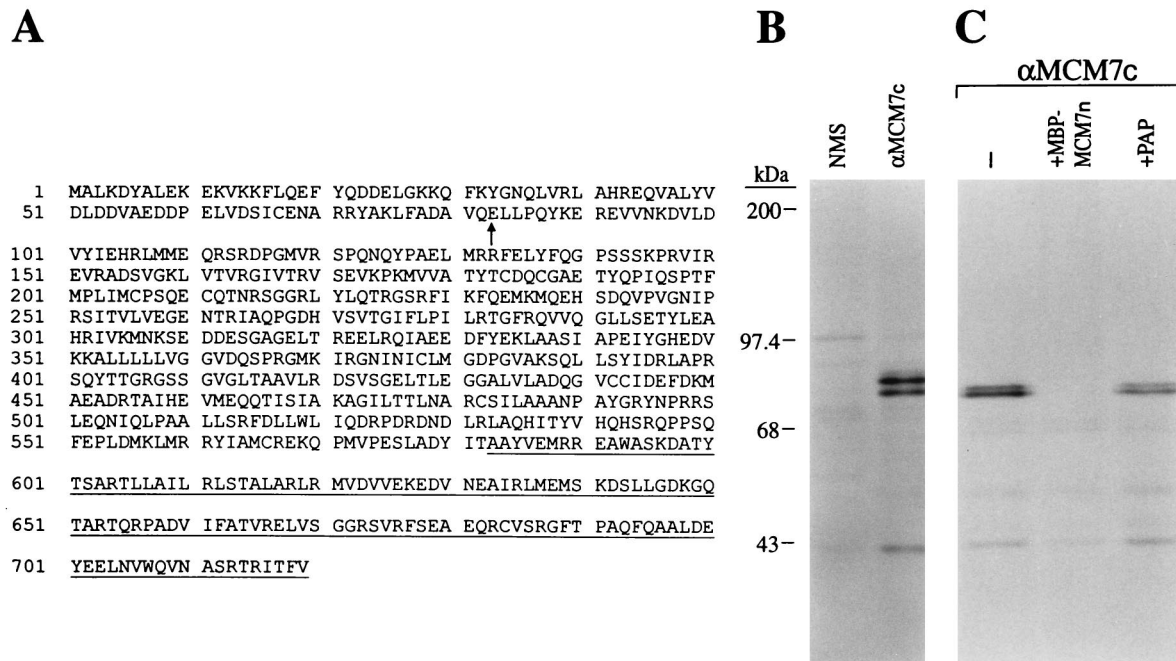 A
1 MALKDYALEK EKVKKFLQEF YQDDELGKKQ FKYGNQLVRL AHREQVALYV
51 DLDDVAEDDP ELVDSICENA RRYAKLFADA VQELLPQYKE REVVNKDVLD
101 VYIEHRLMME QRSRDPGMVR SPQNQYPAEL MRRFELYFQG PSSSKPRVIR
151 EVRADSVGKL VTVRGIVTRV SEVKPKMVVA TYTCDQCGAE TYQPIQSPTF
201 MPLIMCPSQE CQTNRSGGRL YLQTRGSRFI KFQEMKMQEH SDQVPVGNIP
251 RSITVLVEGE NTRIAQPGDH VSVTGIFLPI LRTGFRQVVQ GLLSETYLEA
301 HRIVKMNKSE DDESGAGELT REELRQIAEE DFYEKLAASI APEIYGHEDV
351 KKALLLLLVG GVDQSPRGMK IRGNINICLM GDPGVAKSQL LSYIDRLAPR
401 SQYTTGRGSS GVGLTAAVLR DSVSGELTLE GGALVLADQG VCCIDEFDKM
451 AEADRTAIHE VMEQQTISIA KAGILTTLNA RCSILAAANP AYGRYNPRRS
501 LEQNIQLPAA LLSRFDLLWL IQDRPDRDND LRLAQHITYV HQHSRQPPSQ
551 FEPLDMKLMR RYIAMCREKQ PMVPESLADY ITAAYVEMRR EAWASKDATY
601 TSARTLLAIL RLSTALARLR MVDVVEKEDV NEAIRLMEMS KDSLLGDKGQ
651 TARTQRPADV IFATVRELVS GGRSVRFSEA EQRCVSRGFT PAQFQAALDE
701 YEELNVWQVN ASRTRITFV
B
NMS
αMCM7c
kDa
200
97.4
68
43
C
αMCM7c
–
+MBP-
MCM7n
+PAP